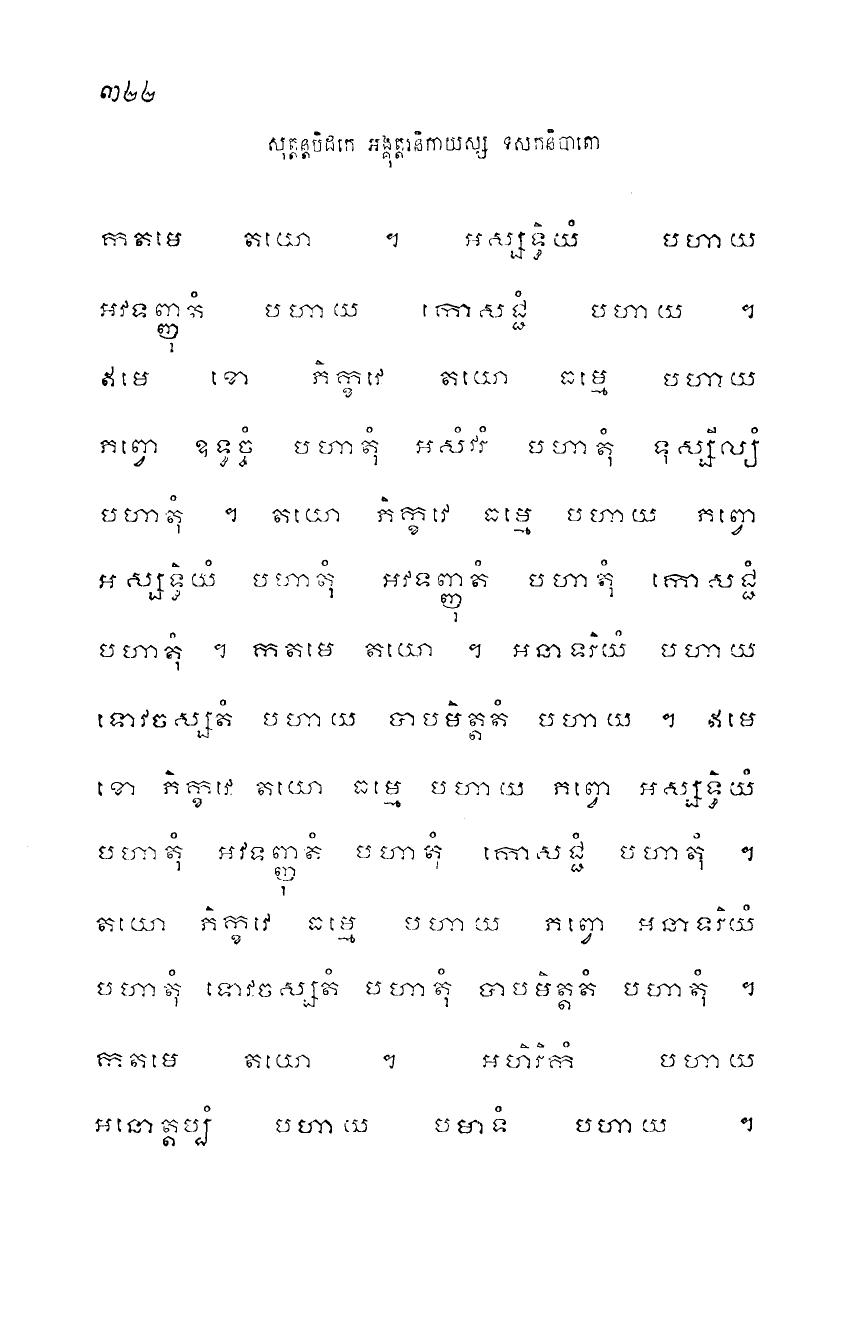 ៣២២
សុត្តន្តបិដកេ អង្គុត្តរនិកាយស្ស ទសកនិបាតោ
កតមេ តយោ ។ អស្សទ្ធិយំ បហាយ
អវទញ្ញុតំ បហាយ កោសជ្ជំ បហាយ ។
ឥមេ ខោ ភិក្ខវេ តយោ ធម្មេ បហាយ
ភព្វោ ឧទ្ធច្ចំ បហាតុំ អសំវរំ បហាតុំ ទុស្សីល្យំ
បហាតុំ ។ តយោ ភិក្ខវេ ធម្មេ បហាយ ភព្វោ
អស្សទ្ធិយំ បហាតុំ អវទញ្ញុតំ បហាតុំ កោសជ្ជំ
បហាតុំ ។ កតមេ តយោ ។ អនាទរិយំ បហាយ
ទោវចស្សតំ បហាយ បាបមិត្តតំ បហាយ ។ ឥមេ
ខោ ភិក្ខវេ តយោ ធម្មេ បហាយ ភព្វោ អស្សទ្ធិយំ
បហាតុំ អវទញ្ញុតំ បហាតុំ កោសជ្ជំ បហាតុំ ។
តយោ ភិក្ខវេ ធម្មេ បហាយ ភព្វោ អនាទរិយំ
បហាតុំ ទោវចស្សតំ បហាតុំ បាបមិត្តតំ បហាតុំ ។
កតមេ តយោ ។ អហិរិកំ បហាយ
អនោត្តប្បំ បហាយ បមាទំ បហាយ ។